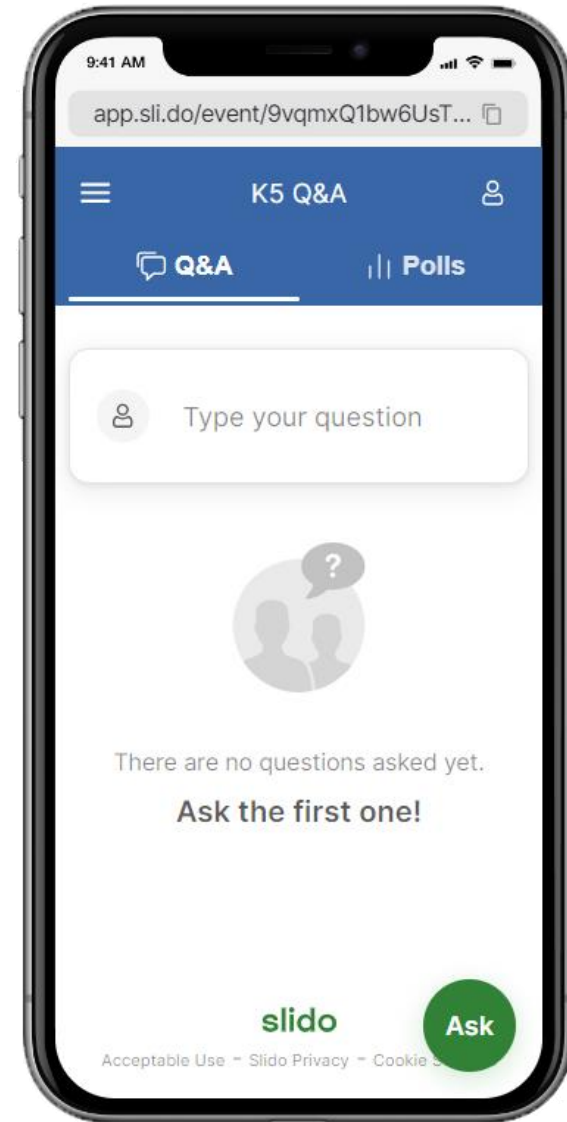 9:41 AM
app.sli.do/event/9vqmxQ1bw6UsT...
K5 Q&A
Q&A Polls
Type your question
?
There are no questions asked yet.
Ask the first one!
slido
Ask
Acceptable Use - Slido Privacy - Cookie